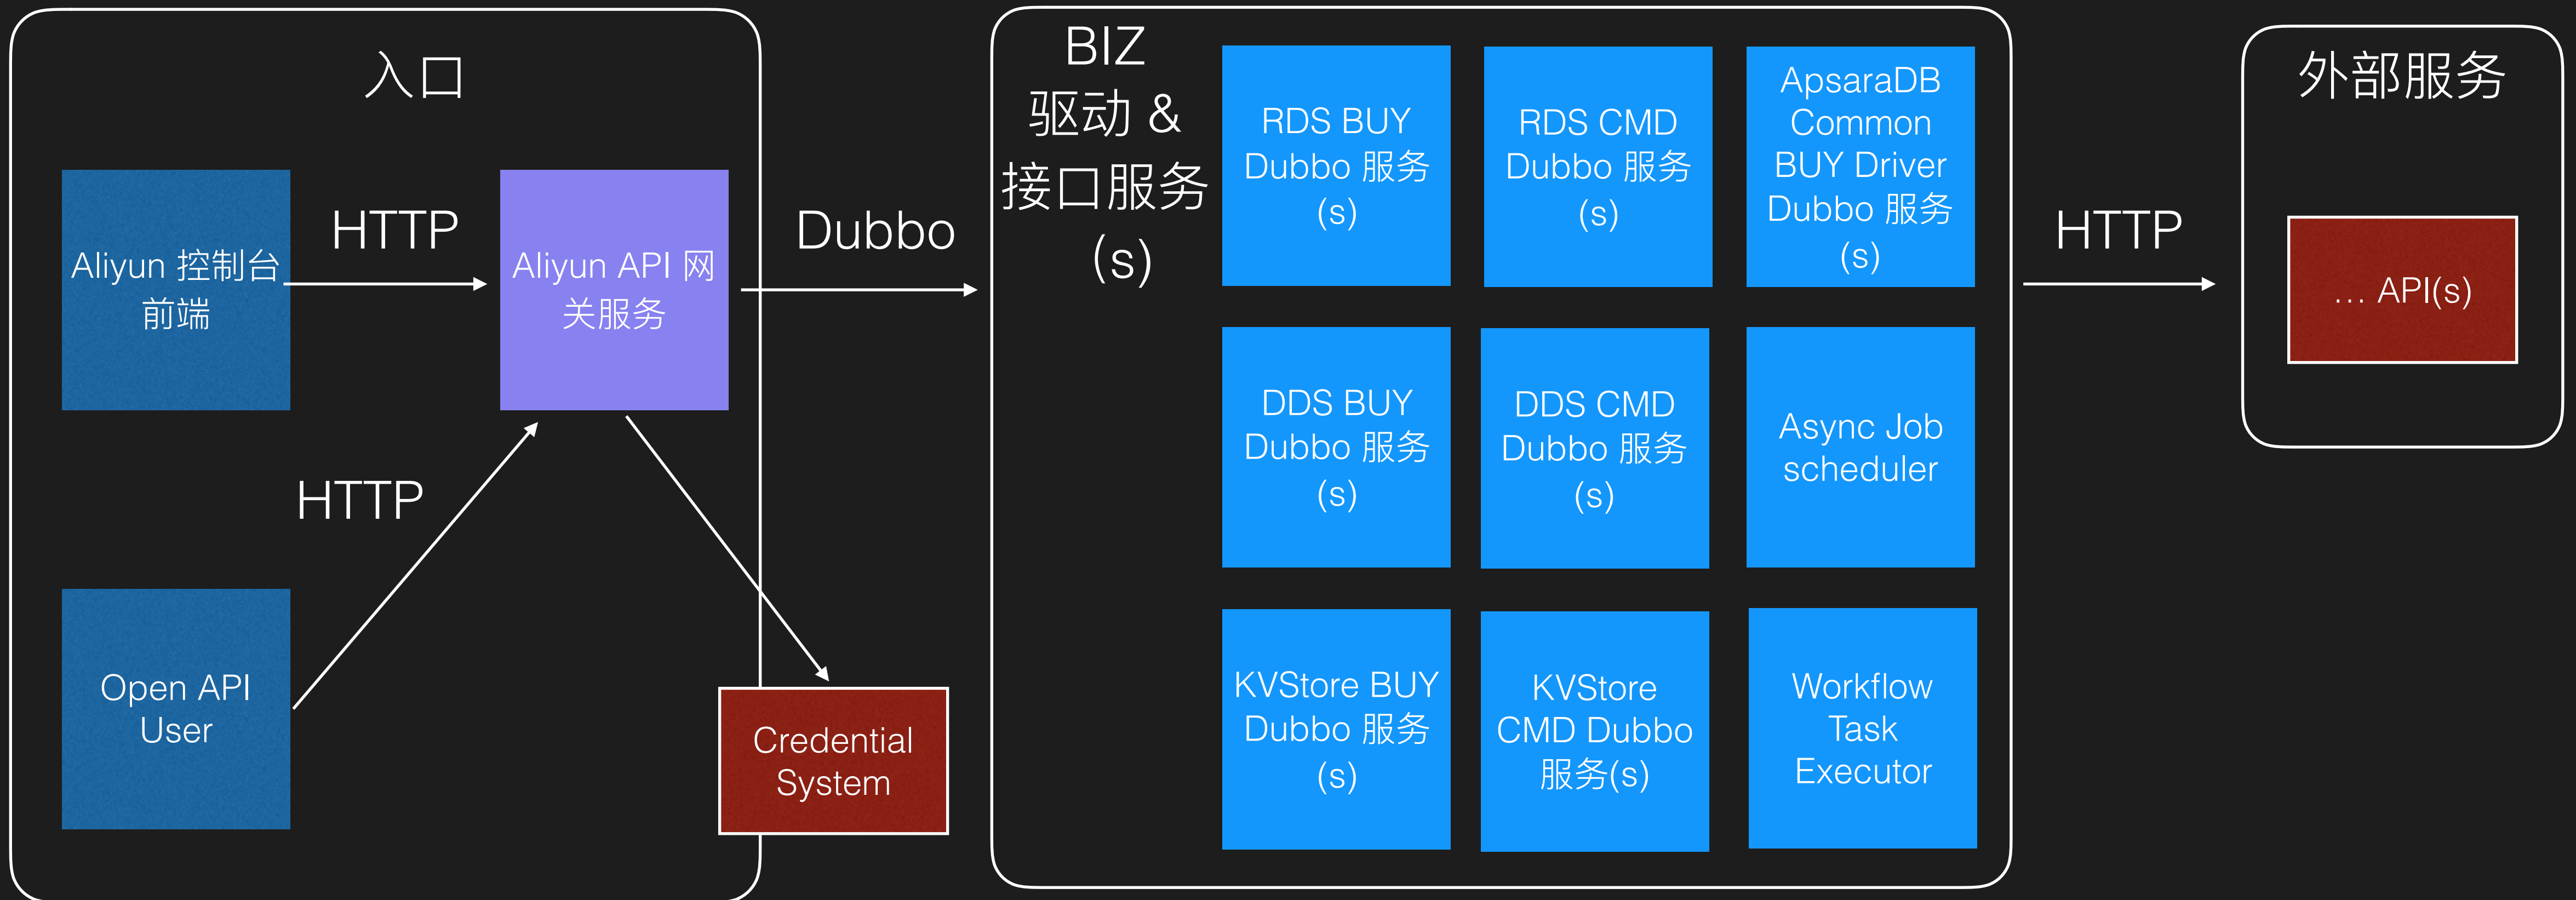 入口
Aliyun 控制台
前端
HTTP
Aliyun API 网
关服务
HTTP
Open API
User
Credential
System
Dubbo
BIZ
驱动 &
接口服务
(s)
RDS BUY
Dubbo 服务
(s)
RDS CMD
Dubbo 服务
(s)
ApsaraDB
Common
BUY Driver
Dubbo 服务
(s)
DDS BUY
Dubbo 服务
(s)
DDS CMD
Dubbo 服务
(s)
Async Job
scheduler
KVStore BUY
Dubbo 服务
(s)
KVStore
CMD Dubbo
服务(s)
Workflow
Task
Executor
HTTP
外部服务
... API(s)